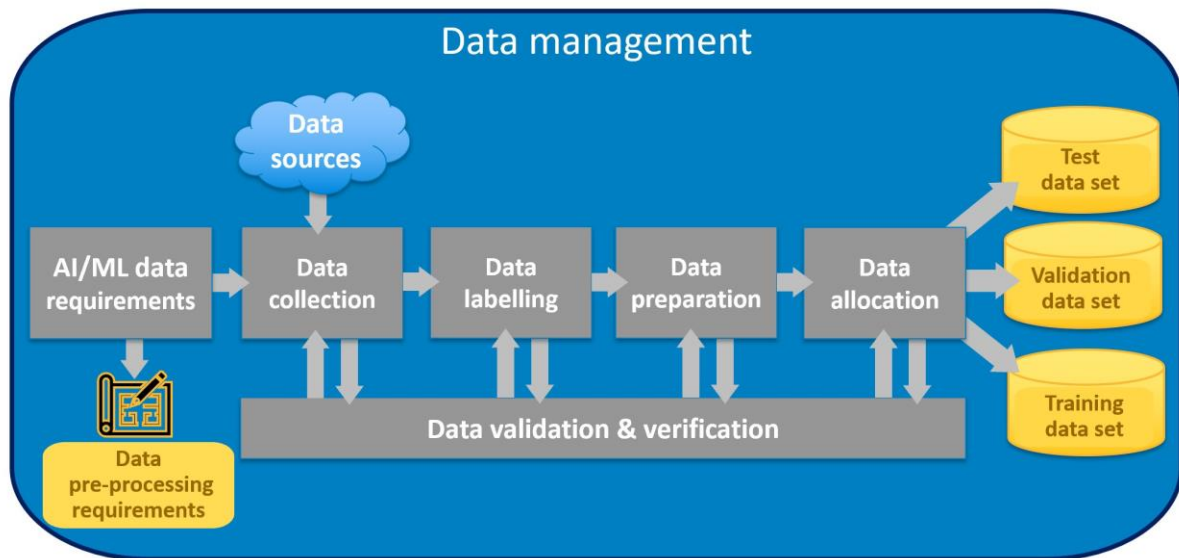 Data management
Data
sources
AI/ML data
requirements
Data
collection
Data
labelling
Data
preparation
Data
allocation
Test
data set
Validation
data set
Training
data set
Data validation & verification
Data
pre-processing
requirements